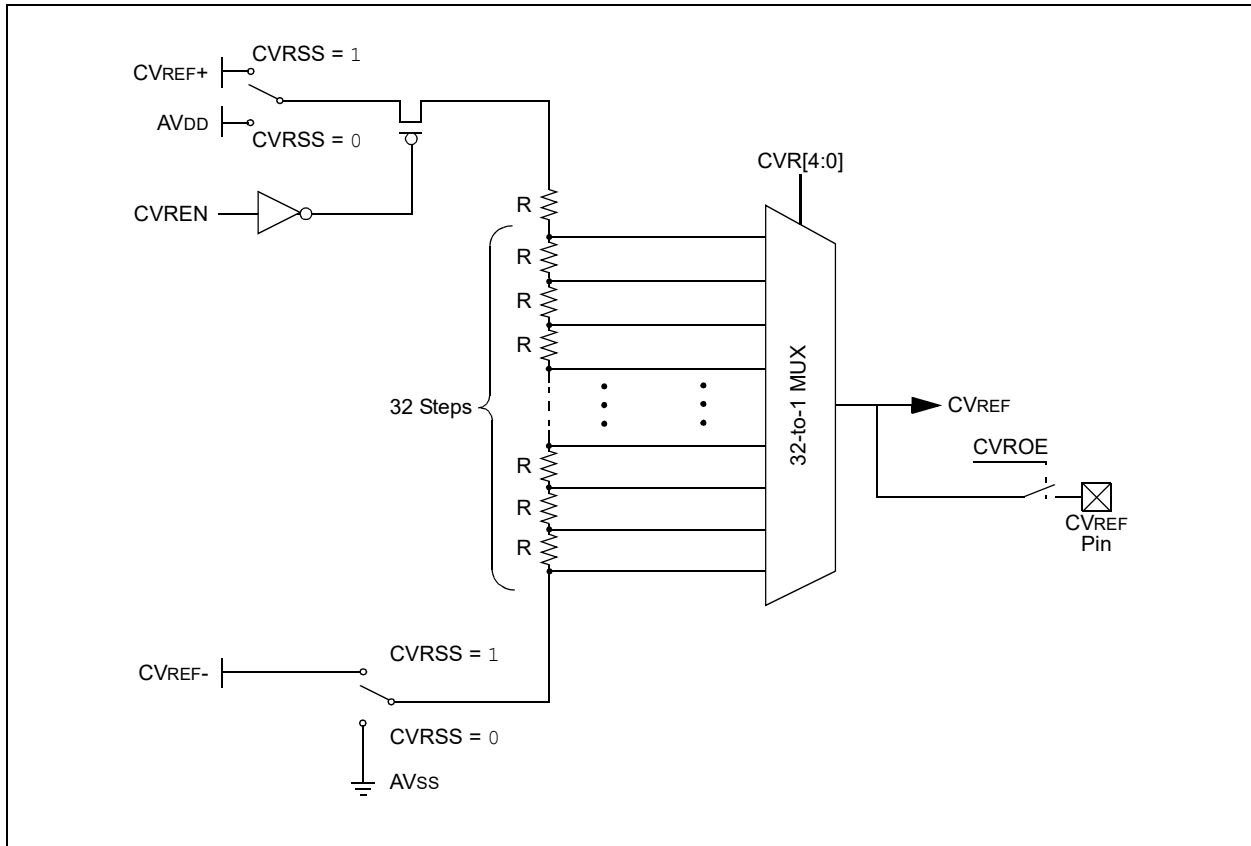 CVRSS = 1
CVREF+
AVDD
CVRSS = 0
CVR[4:0]
CVREN
R
R
R
R
32 Steps
32-to-1 MUX
CVREF
CVROE
R
R
R
CVREF
Pin
CVRSS = 1
CVREF-
CVRSS = 0
AVSS